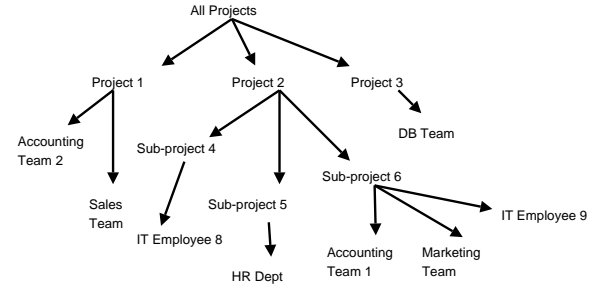 All Projects
Project 1
Project 2
Project 3
DB Team
Accounting
Team 2
Sub-project 4
Sub-project 6
Sales
Team
Sub-project 5
IT Employee 9
IT Employee 8
Accounting
Team 1
Marketing
Team
HR Dept